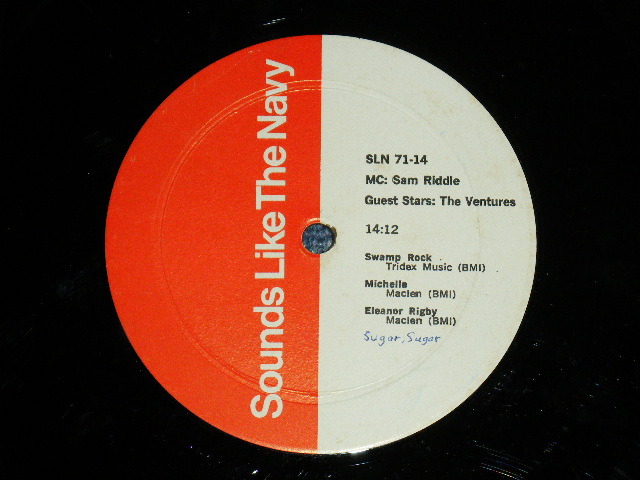 Sounds Like The Navy
SLN 71-14
MC: Sam Riddle
Guest Stars: The Ventures
14:12
Swamp Rock
Tridex Music (BMI)
Michelle
Maclen (BMI)
Eleanor Rigby
Maclen (BMI)
Sugar, Sugar